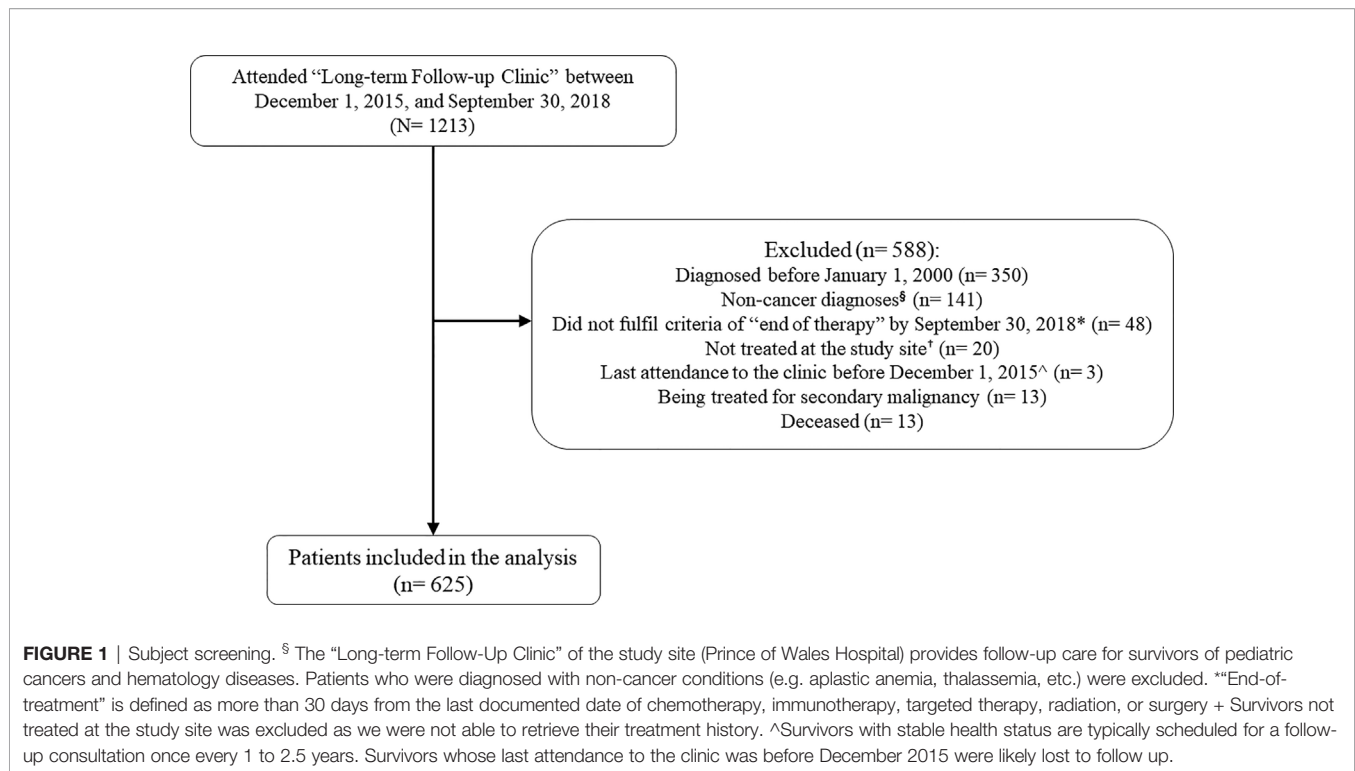 Attended “Long-term Follow-up Clinic” between
December 1, 2015, and September 30, 2018
(N= 1213)
Excluded (n= 588):
Diagnosed before January 1, 2000 (n= 350)
Non-cancer diagnoses§ (n= 141)
Did not fulfil criteria of “end of therapy” by September 30, 2018* (n= 48)
Not treated at the study site† (n= 20)
Last attendance to the clinic before December 1, 2015^ (n= 3)
Being treated for secondary malignancy (n= 13)
Deceased (n= 13)
Patients included in the analysis
(n= 625)
FIGURE 1 | Subject screening. § The “Long-term Follow-Up Clinic” of the study site (Prince of Wales Hospital) provides follow-up care for survivors of pediatric
cancers and hematology diseases. Patients who were diagnosed with non-cancer conditions (e.g. aplastic anemia, thalassemia, etc.) were excluded. *“End-of-
treatment” is defined as more than 30 days from the last documented date of chemotherapy, immunotherapy, targeted therapy, radiation, or surgery + Survivors not
treated at the study site was excluded as we were not able to retrieve their treatment history. ^Survivors with stable health status are typically scheduled for a follow-
up consultation once every 1 to 2.5 years. Survivors whose last attendance to the clinic was before December 2015 were likely lost to follow up.